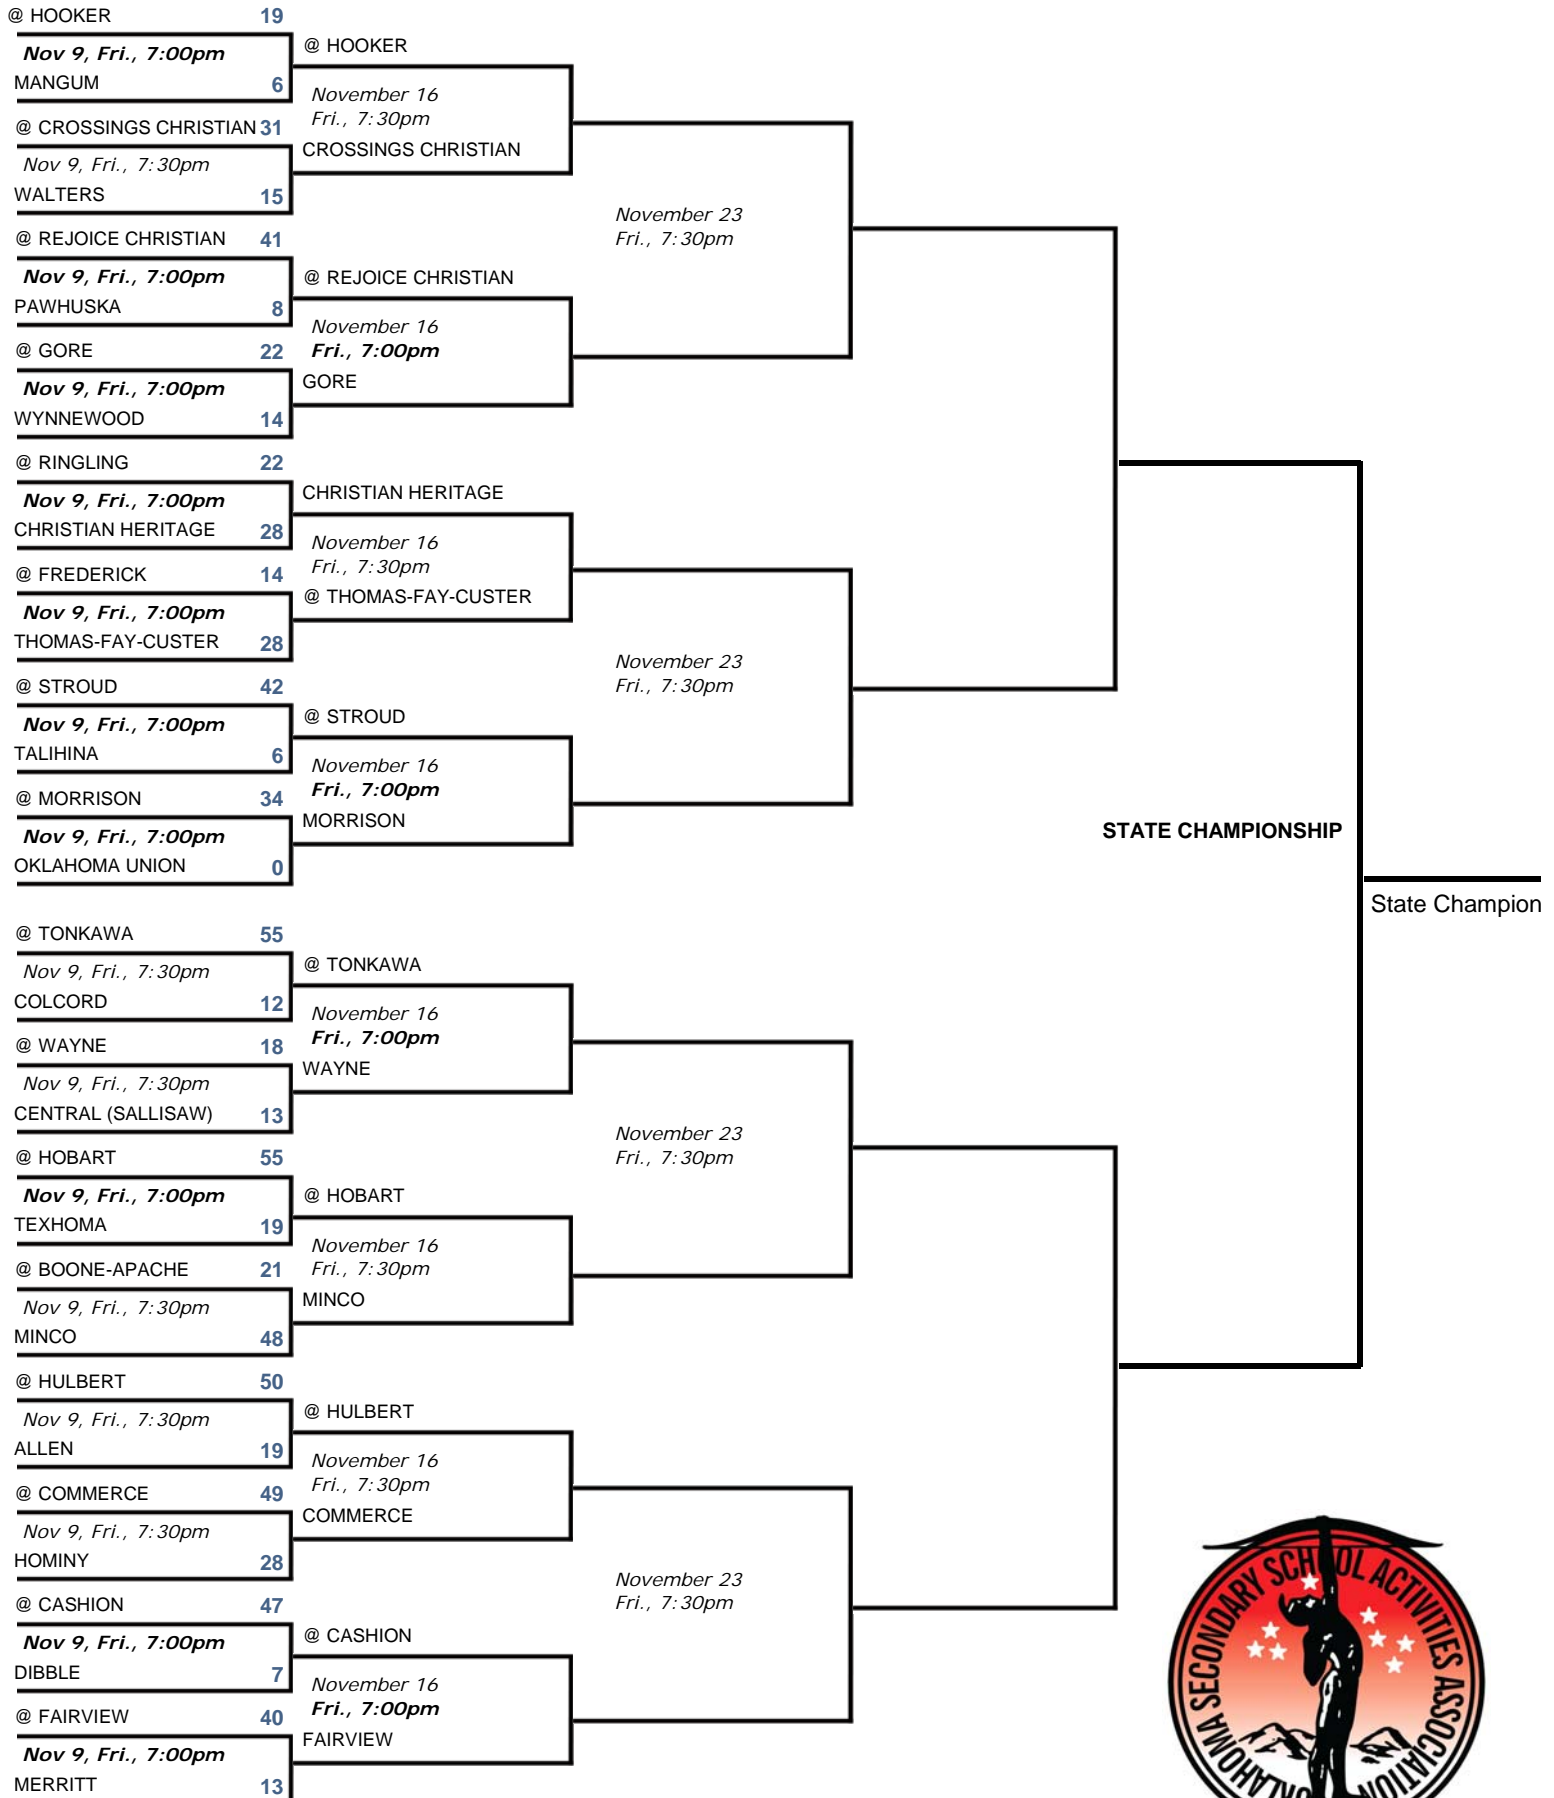 @ HOOKER 19
Nov 9, Fri., 7:00pm
MANGUM 6
@ CROSSINGS CHRISTIAN 31
Nov 9, Fri., 7:30pm
WALTERS 15
@ REJOICE CHRISTIAN 41
Nov 9, Fri., 7:00pm
PAWHUSKA 8
@ GORE 22
Nov 9, Fri., 7:00pm
WYNNEWOOD 14
@ RINGLING 22
Nov 9, Fri., 7:00pm
CHRISTIAN HERITAGE 28
@ FREDERICK 14
Nov 9, Fri., 7:00pm
THOMAS-FAY-CUSTER 28
@ STROUD 42
Nov 9, Fri., 7:00pm
TALIHINA 6
@ MORRISON 34
Nov 9, Fri., 7:00pm
OKLAHOMA UNION 0
@ TONKAWA 55
Nov 9, Fri., 7:30pm
COLCORD 12
@ WAYNE 18
Nov 9, Fri., 7:30pm
CENTRAL (SALLISAW) 13
@ HOBART 55
Nov 9, Fri., 7:00pm
TEXHOMA 19
@ BOONE-APACHE 21
Nov 9, Fri., 7:30pm
MINCO 48
@ HULBERT 50
Nov 9, Fri., 7:30pm
ALLEN 19
@ COMMERCE 49
Nov 9, Fri., 7:30pm
HOMINY 28
@ CASHION 47
Nov 9, Fri., 7:00pm
DIBBLE 7
@ FAIRVIEW 40
Nov 9, Fri., 7:00pm
MERRITT 13
@ HOOKER
November 16
Fri., 7:30pm
CROSSINGS CHRISTIAN
@ REJOICE CHRISTIAN
November 16
Fri., 7:00pm
GORE
CHRISTIAN HERITAGE
November 16
Fri., 7:30pm
@ THOMAS-FAY-CUSTER
@ STROUD
November 16
Fri., 7:00pm
MORRISON
@ TONKAWA
November 16
Fri., 7:00pm
WAYNE
@ HOBART
November 16
Fri., 7:30pm
MINCO
@ HULBERT
November 16
Fri., 7:30pm
COMMERCE
@ CASHION
November 16
Fri., 7:00pm
FAIRVIEW
November 23
Fri., 7:30pm
November 23
Fri., 7:30pm
November 23
Fri., 7:30pm
November 23
Fri., 7:30pm
STATE CHAMPIONSHIP
State Champion
SECONDARY SCHOOL ACTIVITIES ASSOCIATION
OKLAHOMA